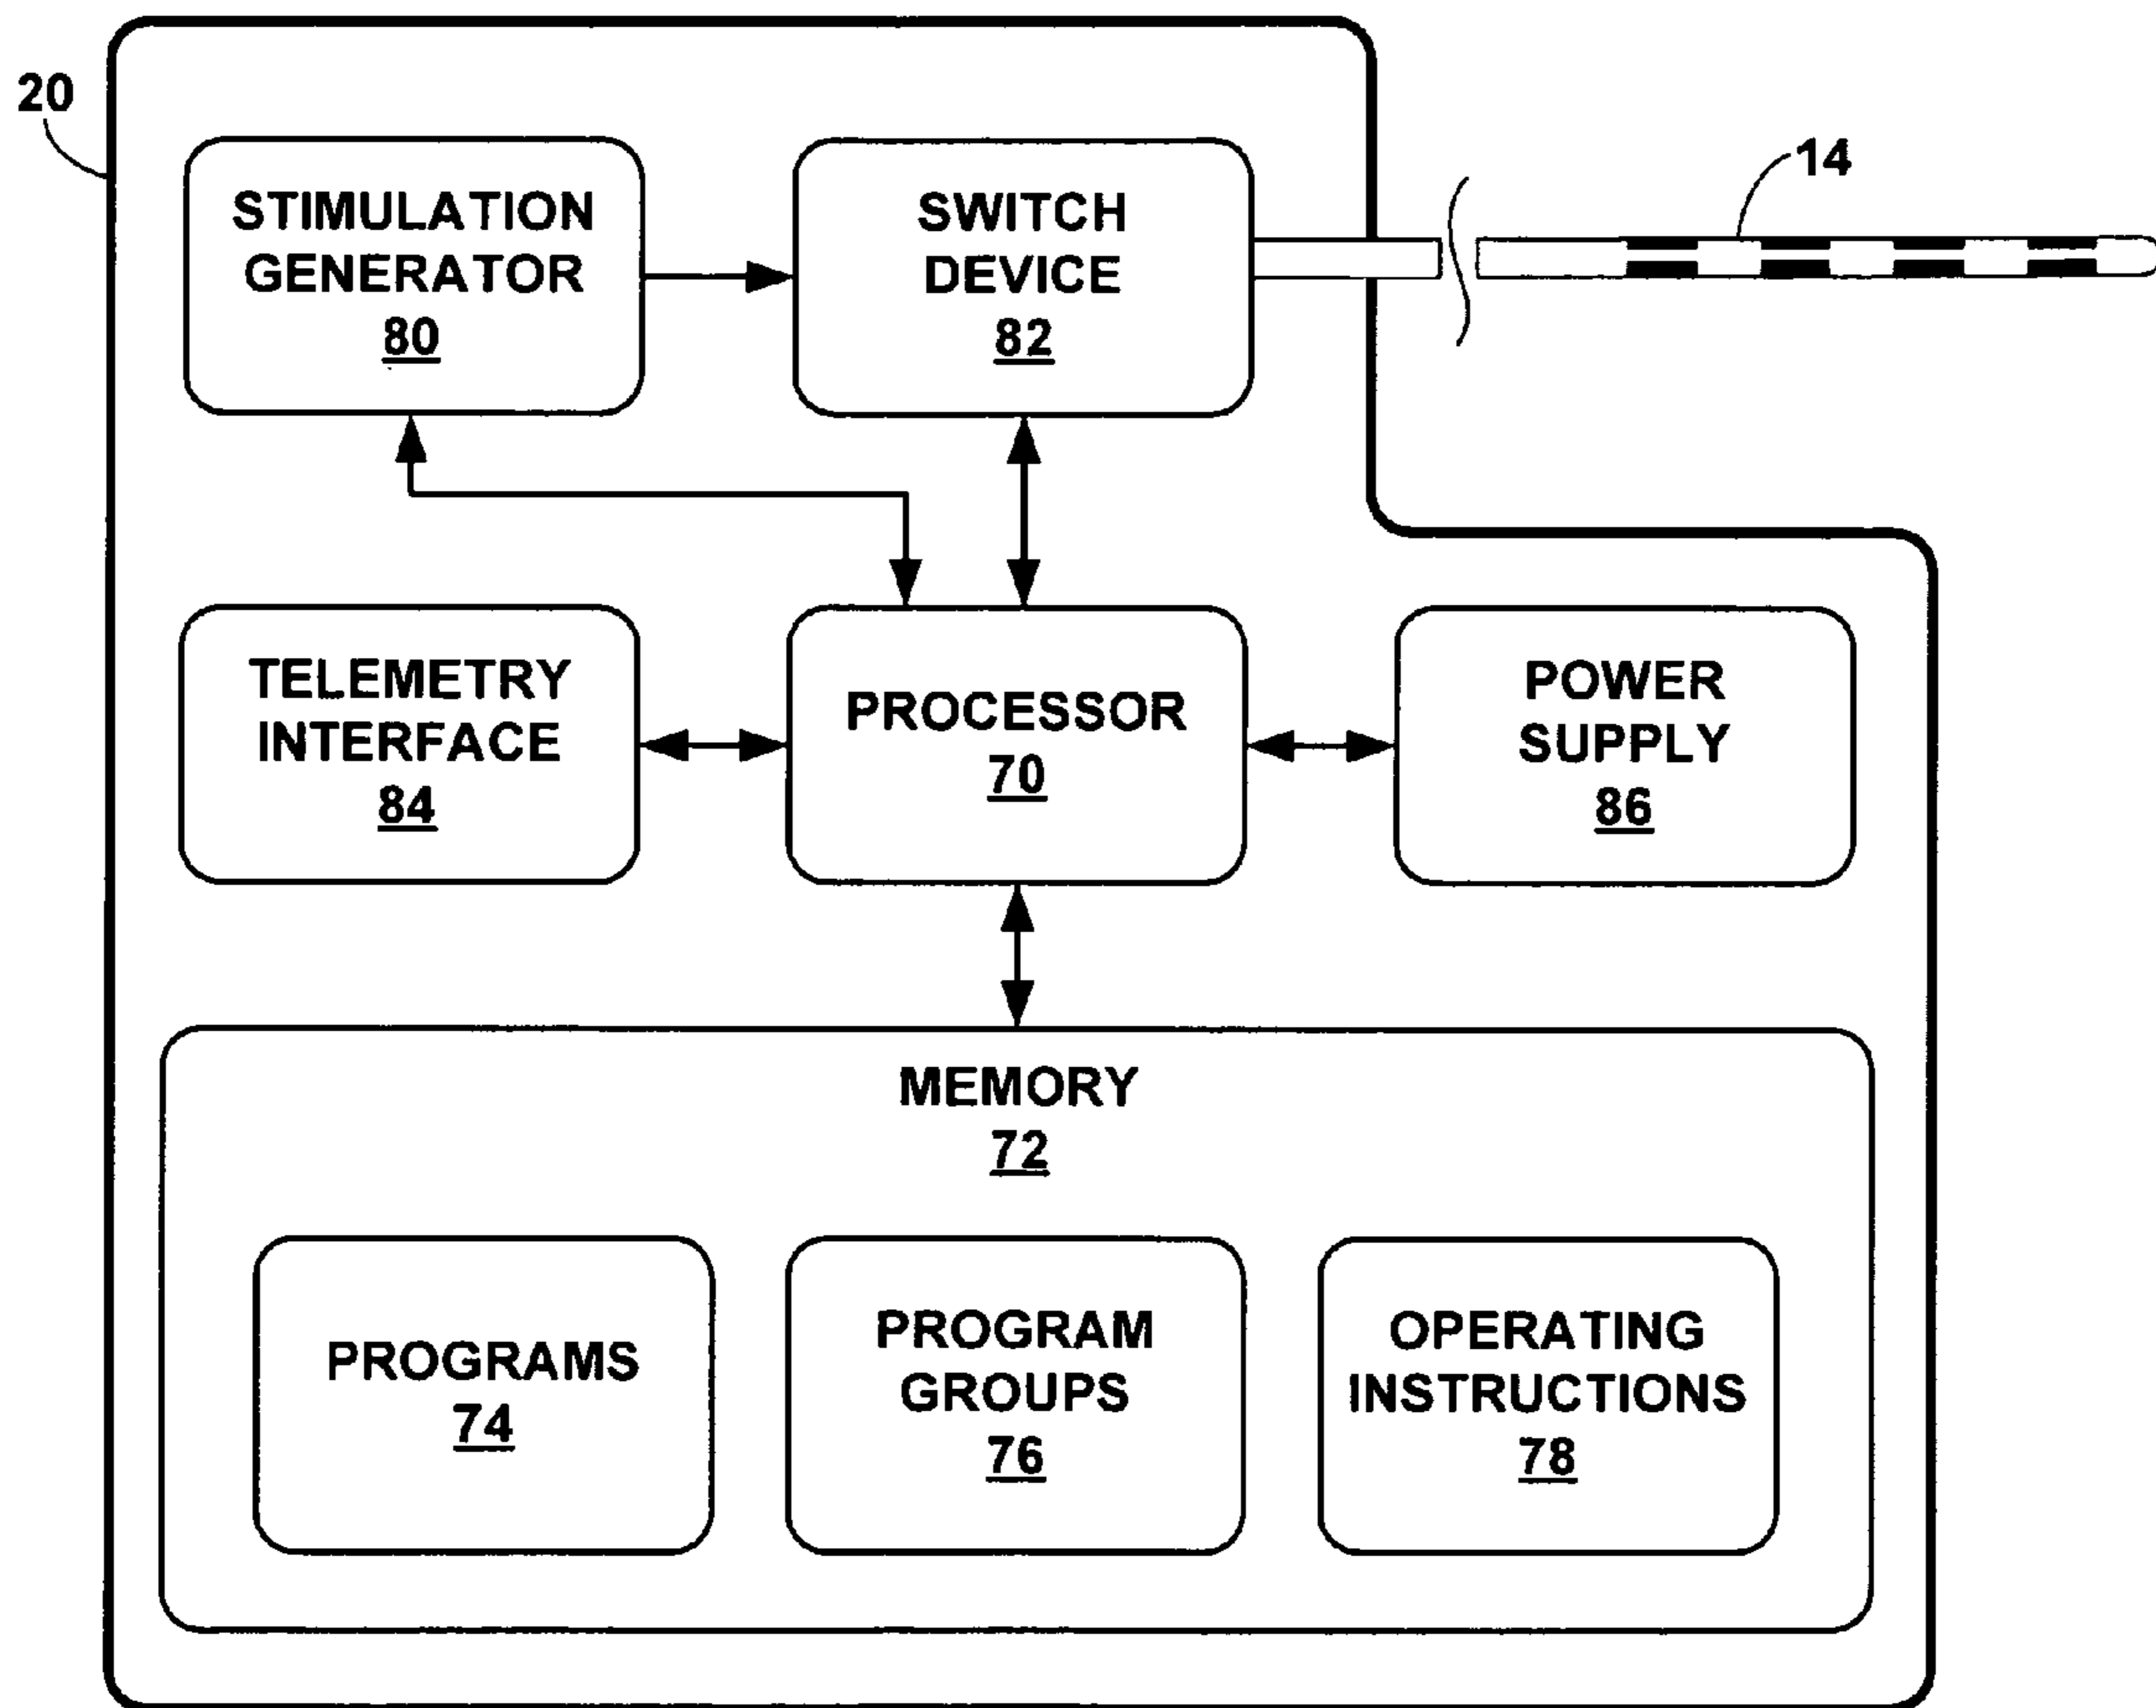 20
14
STIMULATION
GENERATOR
80
SWITCH
DEVICE
82
TELEMETRY
INTERFACE
84
PROCESSOR
70
POWER
SUPPLY
86
MEMORY
72
PROGRAMS
74
PROGRAM
GROUPS
76
OPERATING
INSTRUCTIONS
78